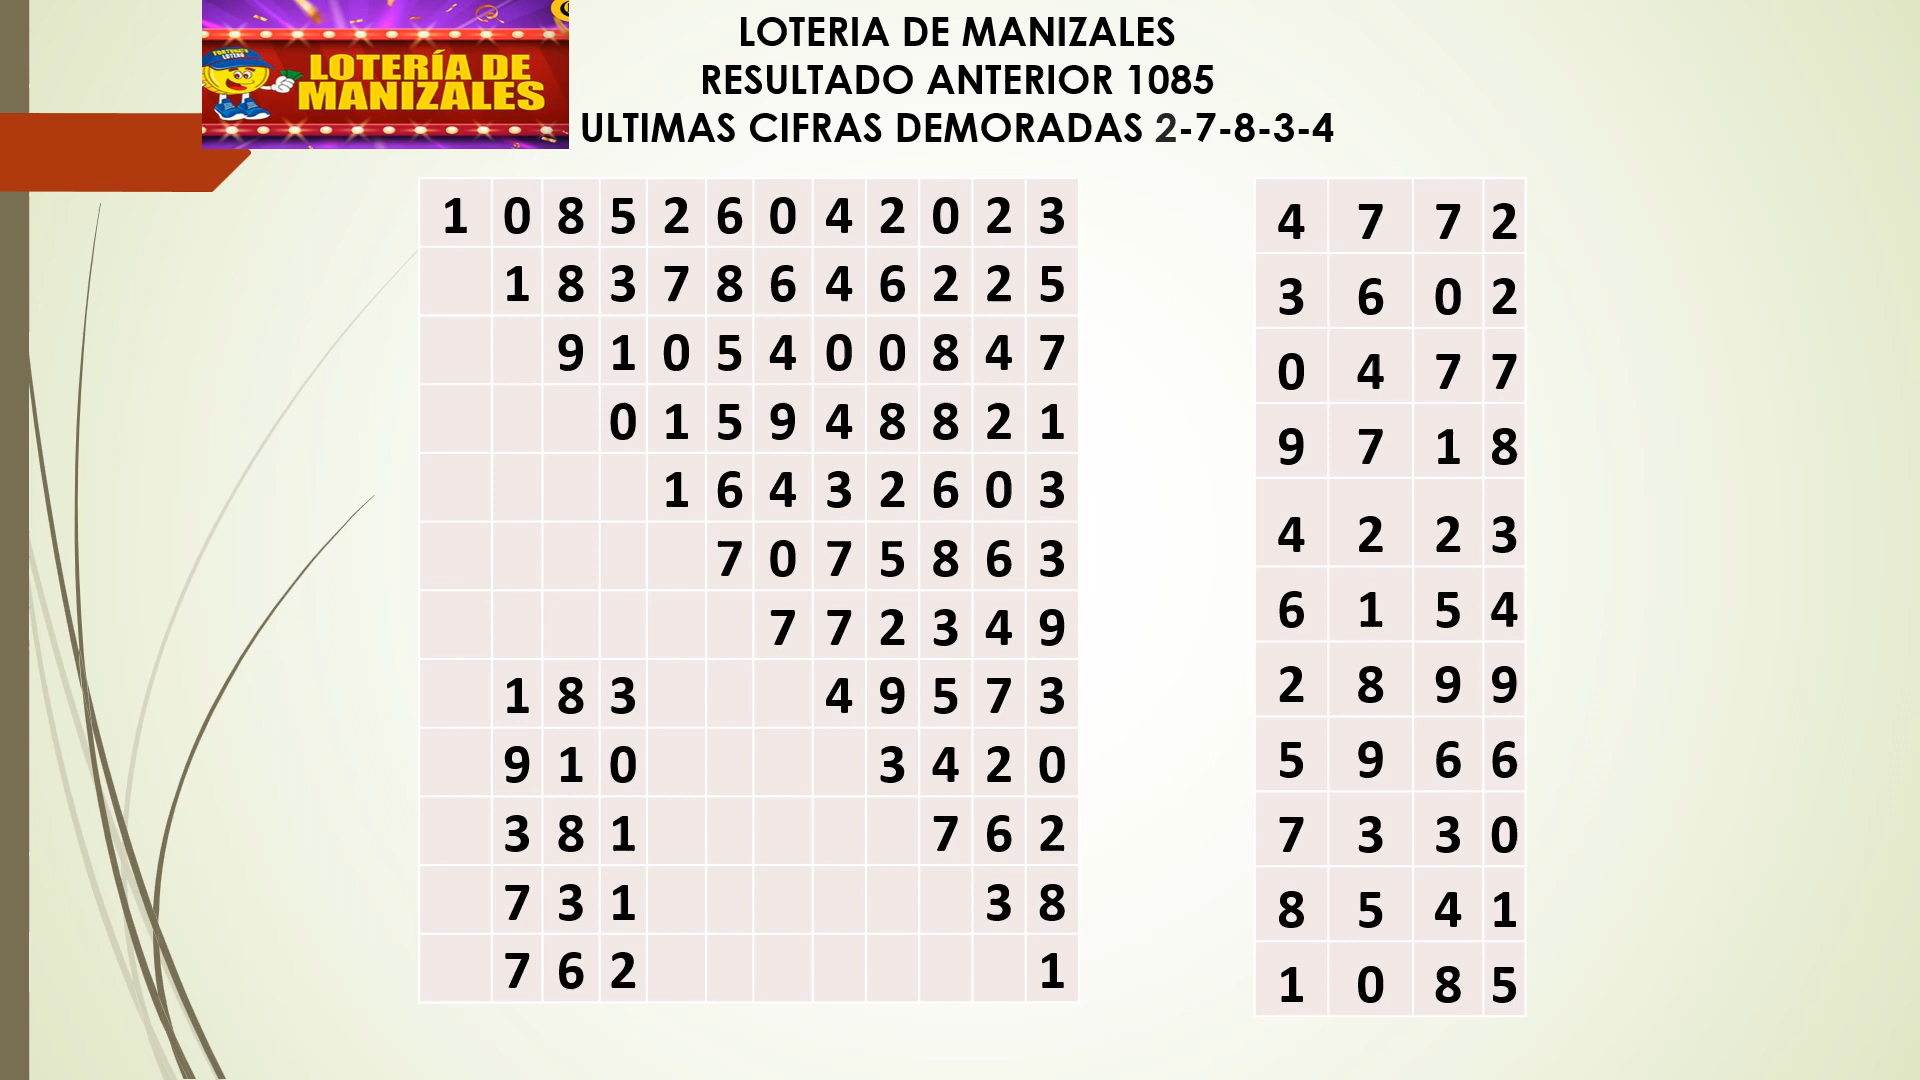 FORTUNATO
LOTERO
LOTERÍA DE
MANIZALES
LOTERIA DE MANIZALES
RESULTADO ANTERIOR 1085
ULTIMAS CIFRAS DEMORADAS 2-7-8-3-4
1 0 8 5 2 6 0 4 2 0 2 3
1 8 3 7 8 6 4 6 2 2 5
9 1 0 5 4 0 0 8 4 7
0 1 5 9 4 8 8 2 1
1 6 4 3 2 6 0 3
7 0 7 5 8 6 3
7 7 2 3 4 9
1 8 3 4 9 5 7 3
9 1 0 3 4 2 0
3 8 1 7 6 2
7 3 1 3 8
7 6 2 1
4 7 7 2
3 6 0 2
0 4 7 7
9 7 1 8
4 2 2 3
6 1 5 4
2 8 9 9
5 9 6 6
7 3 3 0
8 5 4 1
1 0 8 5